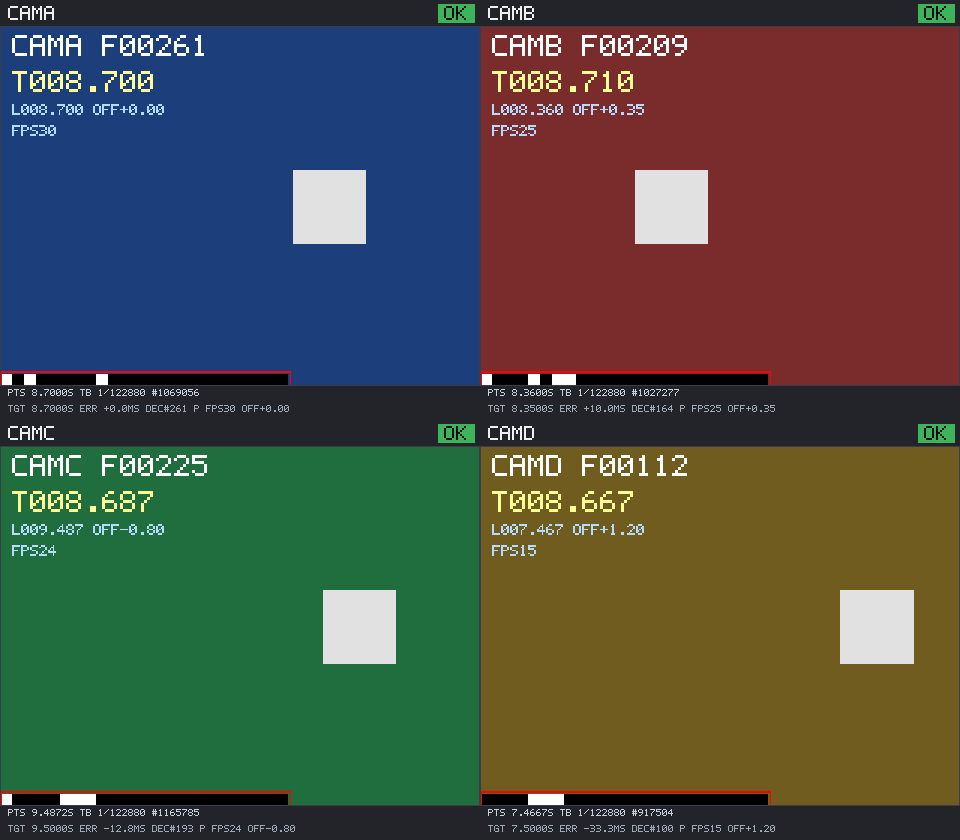 CAMA OK
CAMA F00261
T008.700
L008.700 OFF+0.00
FPS30
PTS 8.7000S TB 1/122880 #1069056
TGT 8.7000S ERR +0.0MS DEC#261 P FPS30 OFF+0.00
CAMB OK
CAMB F00209
T008.710
L008.360 OFF+0.35
FPS25
PTS 8.3600S TB 1/122880 #1027277
TGT 8.3500S ERR +10.0MS DEC#164 P FPS25 OFF+0.35
CAMC OK
CAMC F00225
T008.687
L009.487 OFF-0.80
FPS24
PTS 9.4872S TB 1/122880 #1165785
TGT 9.5000S ERR -12.8MS DEC#193 P FPS24 OFF-0.80
CAMD OK
CAMD F00112
T008.667
L007.467 OFF+1.20
FPS15
PTS 7.4667S TB 1/122880 #917504
TGT 7.5000S ERR -33.3MS DEC#100 P FPS15 OFF+1.20